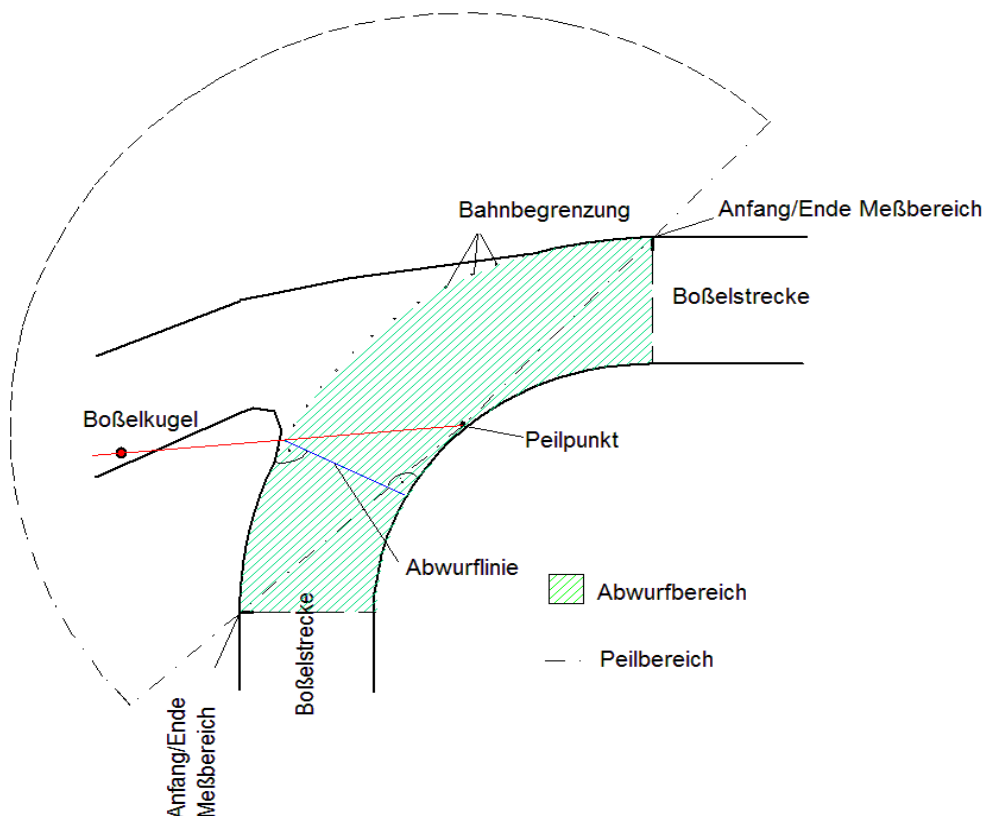 Bahnbegrenzung
Anfang/Ende Meßbereich
Boßelstrecke
Boßelkugel
Peilpunkt
Abwurflinie
Abwurfbereich
Peilbereich
Boßelstrecke
Anfang/Ende
Meßbereich